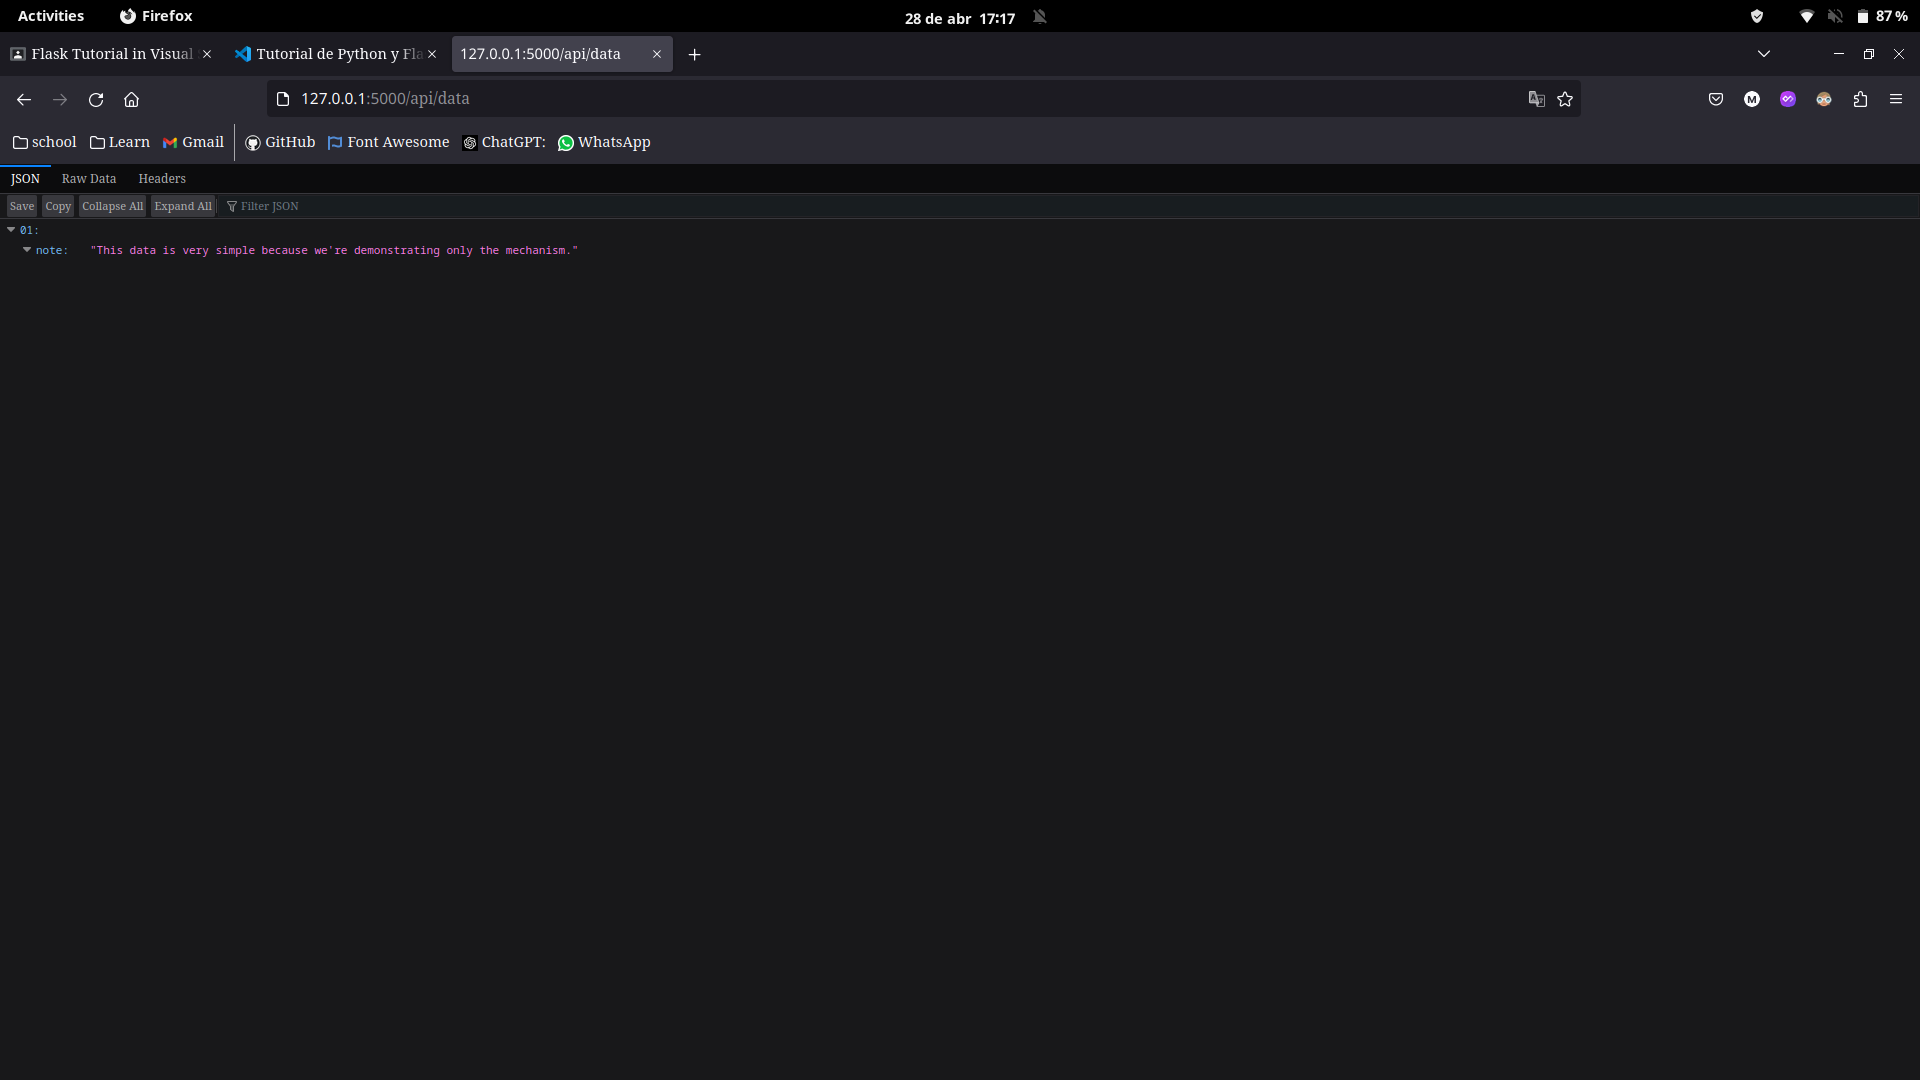 Activities Firefox 28 de abr 17:17 87 %
Flask Tutorial in Visual Tutorial de Python y Fla 127.0.0.1:5000/api/data
127.0.0.1:5000/api/data M
school Learn Gmail GitHub Font Awesome ChatGPT: WhatsApp
JSON Raw Data Headers
Save Copy Collapse All Expand All Filter JSON
01:
note: "This data is very simple because we're demonstrating only the mechanism."